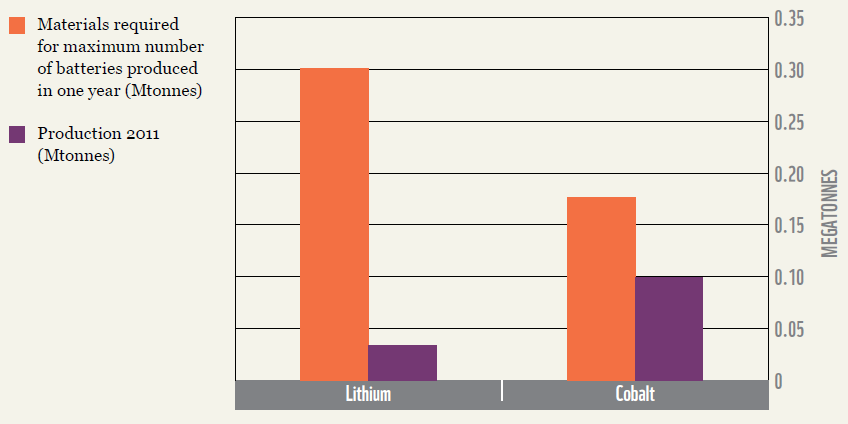 Materials required
for maximum number
of batteries produced
in one year (Mtonnes)
Production 2011
(Mtonnes)
0.35
0.30
0.25
0.20
0.15
0.10
0.05
0
MEGATONNES
Lithium
Cobalt